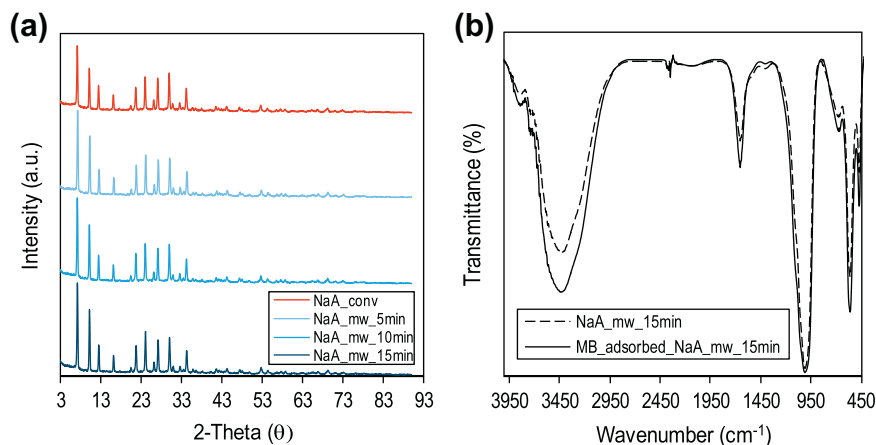 (a)
Intensity (a.u.)
NaA_conv
NaA_mw_5min
NaA_mw_10min
NaA_mw_15min
3 13 23 33 43 53 63 73 83 93
2-Theta (θ)
(b)
Transmittance (%)
NaA_mw_15min
MB_adsorbed_NaA_mw_15min
3950 3450 2950 2450 1950 1450 950 450
Wavenumber (cm⁻¹)